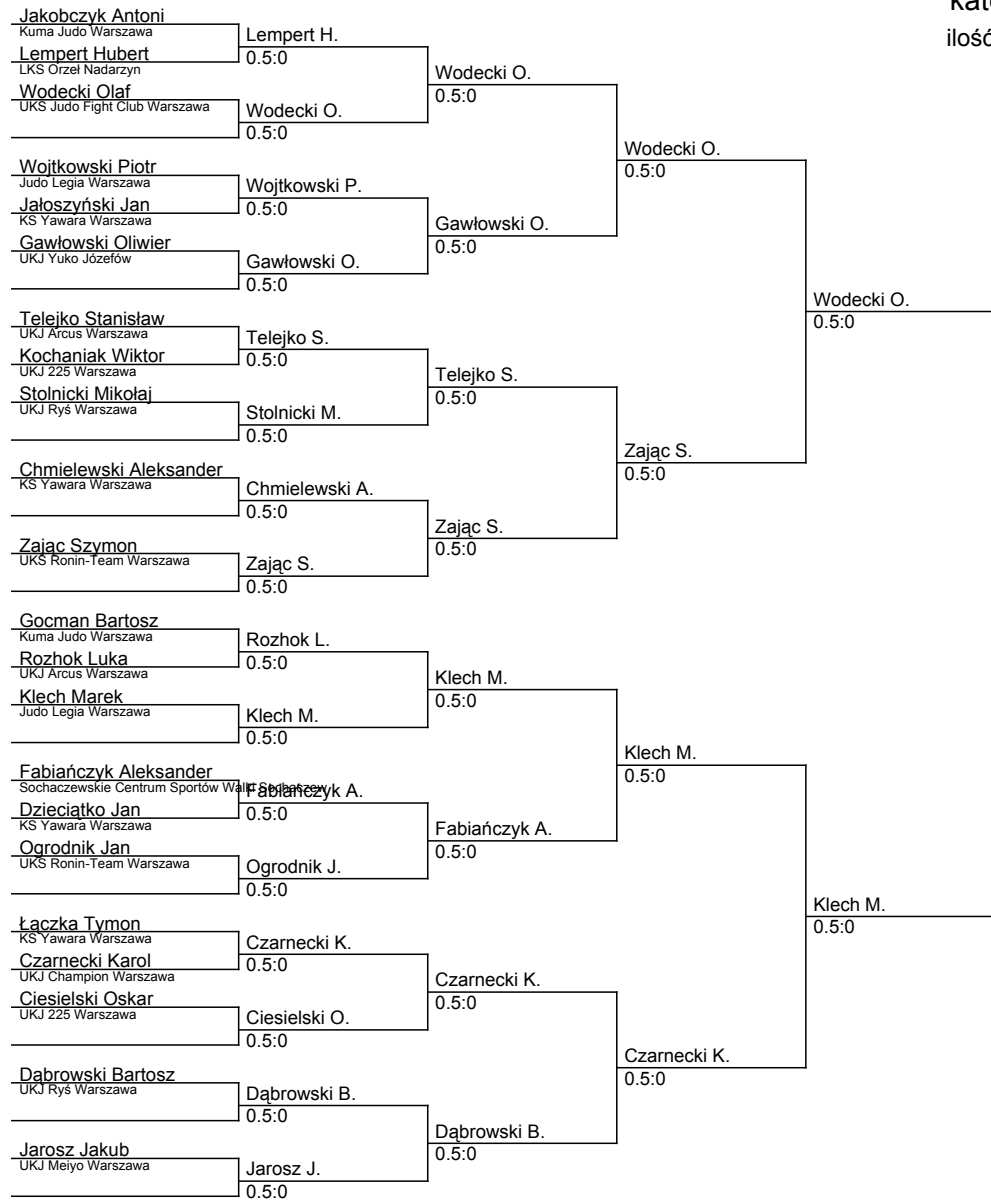 kate
ilość
Jakobczyk Antoni
Kuma Judo Warszawa
Lempert Hubert
LKS Orzeł Nadarzyn
Wodecki Olaf
UKS Judo Fight Club Warszawa
Wojtkowski Piotr
Judo Legia Warszawa
Jałoszyński Jan
KS Yawara Warszawa
Gawłowski Oliwier
UKJ Yuko Józefów
Telejko Stanisław
UKJ Arcus Warszawa
Kochaniak Wiktor
UKJ 225 Warszawa
Stolnicki Mikołaj
UKJ Ryś Warszawa
Chmielewski Aleksander
KS Yawara Warszawa
Zając Szymon
UKS Ronin-Team Warszawa
Gocman Bartosz
Kuma Judo Warszawa
Rozhok Luka
UKJ Arcus Warszawa
Klech Marek
Judo Legia Warszawa
Fabiańczyk Aleksander
Sochaczewskie Centrum Sportów Walki Sochaczew
Dzieciątko Jan
KS Yawara Warszawa
Ogrodnik Jan
UKS Ronin-Team Warszawa
Łączka Tymon
KS Yawara Warszawa
Czarnecki Karol
UKJ Champion Warszawa
Ciesielski Oskar
UKJ 225 Warszawa
Dąbrowski Bartosz
UKJ Ryś Warszawa
Jarosz Jakub
UKJ Meiyo Warszawa
Lempert H.
0.5:0
Wodecki O.
0.5:0
Wojtkowski P.
0.5:0
Gawłowski O.
0.5:0
Telejko S.
0.5:0
Stolnicki M.
0.5:0
Chmielewski A.
0.5:0
Zając S.
0.5:0
Rozhok L.
0.5:0
Klech M.
0.5:0
Fabiańczyk A.
0.5:0
Ogrodnik J.
0.5:0
Czarnecki K.
0.5:0
Ciesielski O.
0.5:0
Dąbrowski B.
0.5:0
Jarosz J.
0.5:0
Wodecki O.
0.5:0
Gawłowski O.
0.5:0
Telejko S.
0.5:0
Zając S.
0.5:0
Klech M.
0.5:0
Fabiańczyk A.
0.5:0
Czarnecki K.
0.5:0
Dąbrowski B.
0.5:0
Wodecki O.
0.5:0
Zając S.
0.5:0
Klech M.
0.5:0
Czarnecki K.
0.5:0
Wodecki O.
0.5:0
Klech M.
0.5:0